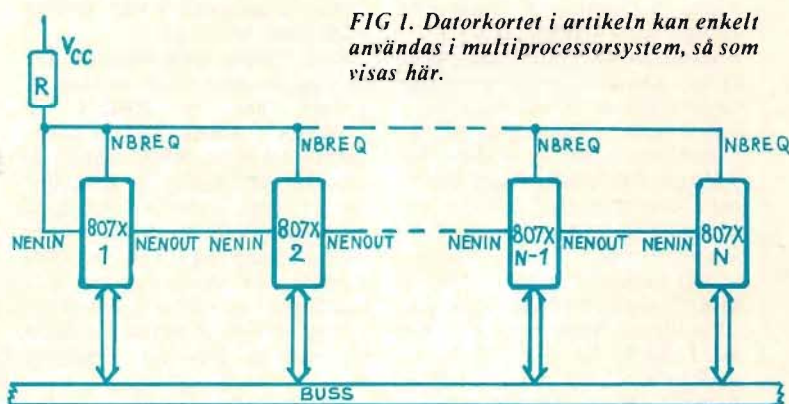 FIG 1. Datorkortet i artikeln kan enkelt
användas i multiprocessorsystem, så som
visas här.
VCC
R
NBREQ NBREQ NBREQ NBREQ
NENIN 807X 1 NENOUT NENIN 807X 2 NENOUT NENIN 807X N-1 NENOUT NENIN 807X N
BUSS